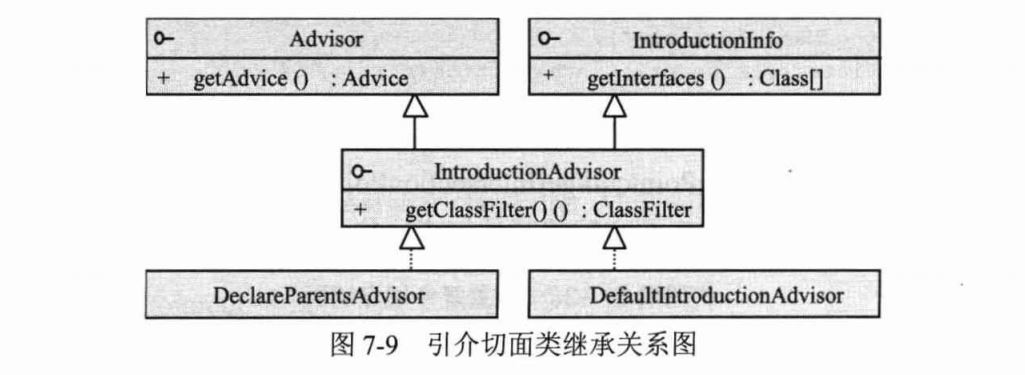 Advisor
+ getAdvice () : Advice
IntroductionInfo
+ getInterfaces () : Class[]
IntroductionAdvisor
+ getClassFilter() () : ClassFilter
DeclareParentsAdvisor
DefaultIntroductionAdvisor
图 7-9 引介切面类继承关系图